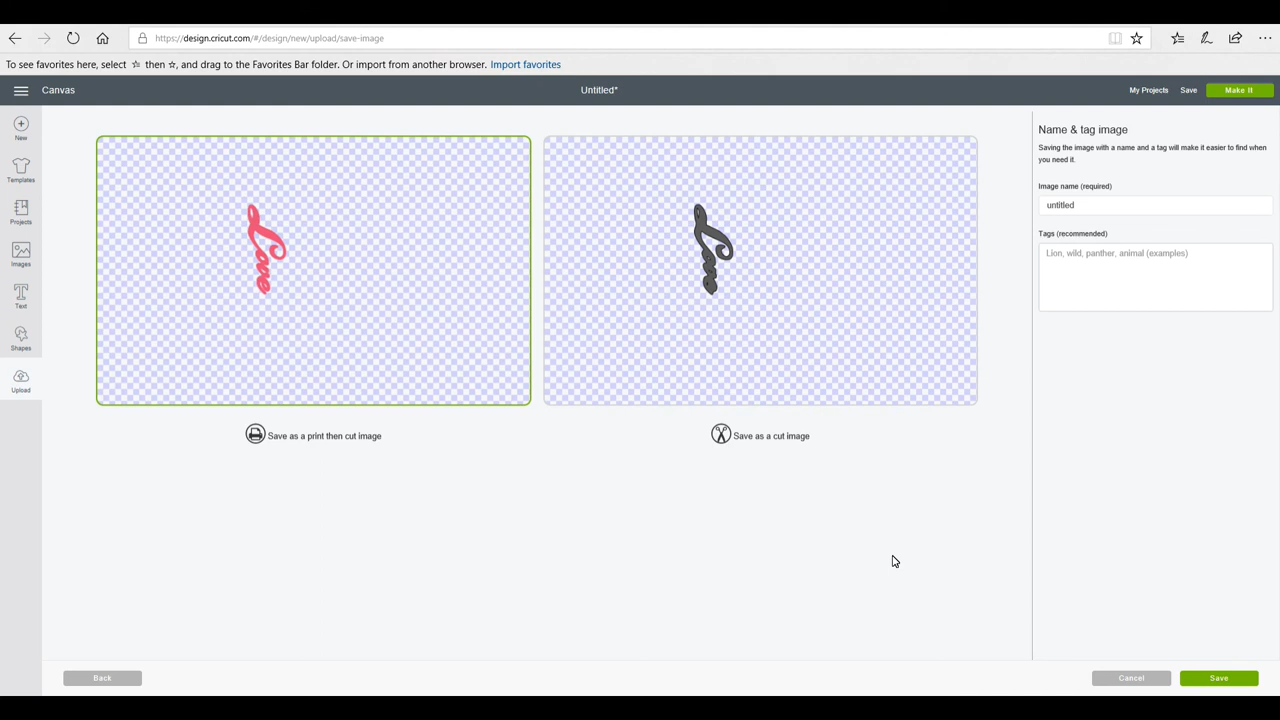 https://design.cricut.com/#/design/new/upload/save-image
To see favorites here, select ☆ then ☆, and drag to the Favorites Bar folder. Or import from another browser. Import favorites
Canvas
Untitled*
My Projects
Save
Make It
New
Templates
Projects
Images
Text
Shapes
Upload
Love
Love
Save as a print then cut image
Save as a cut image
Name & tag image
Saving the image with a name and a tag will make it easier to find when
you need it.
Image name (required)
untitled
Tags (recommended)
Lion, wild, panther, animal (examples)
Back
Cancel
Save